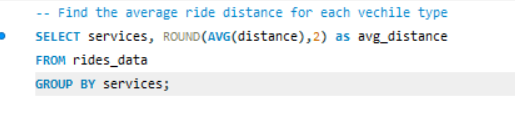 -- Find the average ride distance for each vechile type
SELECT services, ROUND(AVG(distance),2) as avg_distance
FROM rides_data
GROUP BY services;